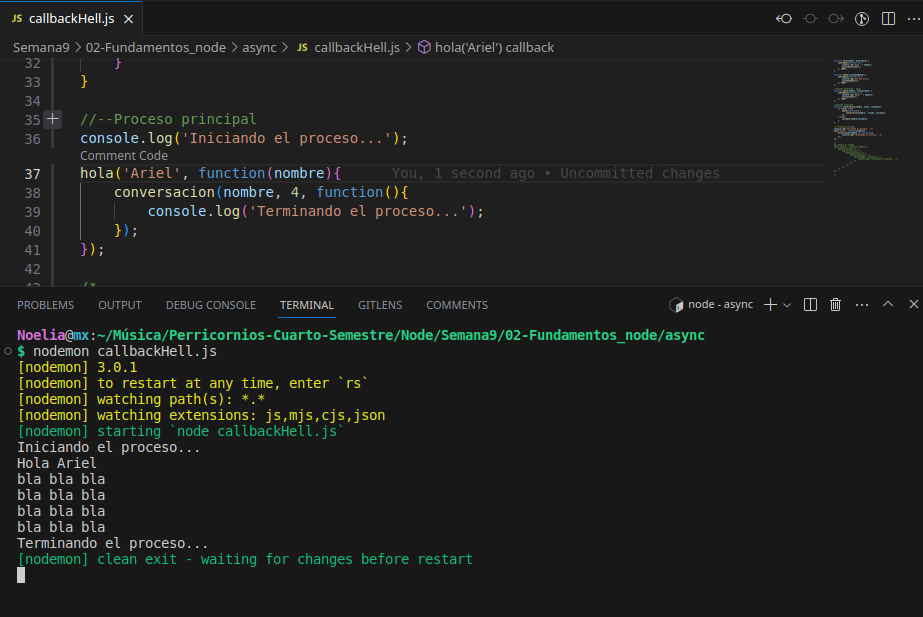 JS callbackHell.js
Semana9 > 02-Fundamentos_node > async > JS callbackHell.js > hola('Ariel') callback
32 }
33 }
34
35 //--Proceso principal
36 console.log('Iniciando el proceso...');
Comment Code
37 hola('Ariel', function(nombre){ You, 1 second ago • Uncommitted changes
38 conversacion(nombre, 4, function(){
39 console.log('Terminando el proceso...');
40 });
41 });
42
43 /*
PROBLEMS OUTPUT DEBUG CONSOLE TERMINAL GITLENS COMMENTS node - async
Noelia@mx:~/Música/Perricornios-Cuarto-Semestre/Node/Semana9/02-Fundamentos_node/async
$ nodemon callbackHell.js
[nodemon] 3.0.1
[nodemon] to restart at any time, enter `rs`
[nodemon] watching path(s): *.*
[nodemon] watching extensions: js,mjs,cjs,json
[nodemon] starting `node callbackHell.js`
Iniciando el proceso...
Hola Ariel
bla bla bla
bla bla bla
bla bla bla
bla bla bla
Terminando el proceso...
[nodemon] clean exit - waiting for changes before restart